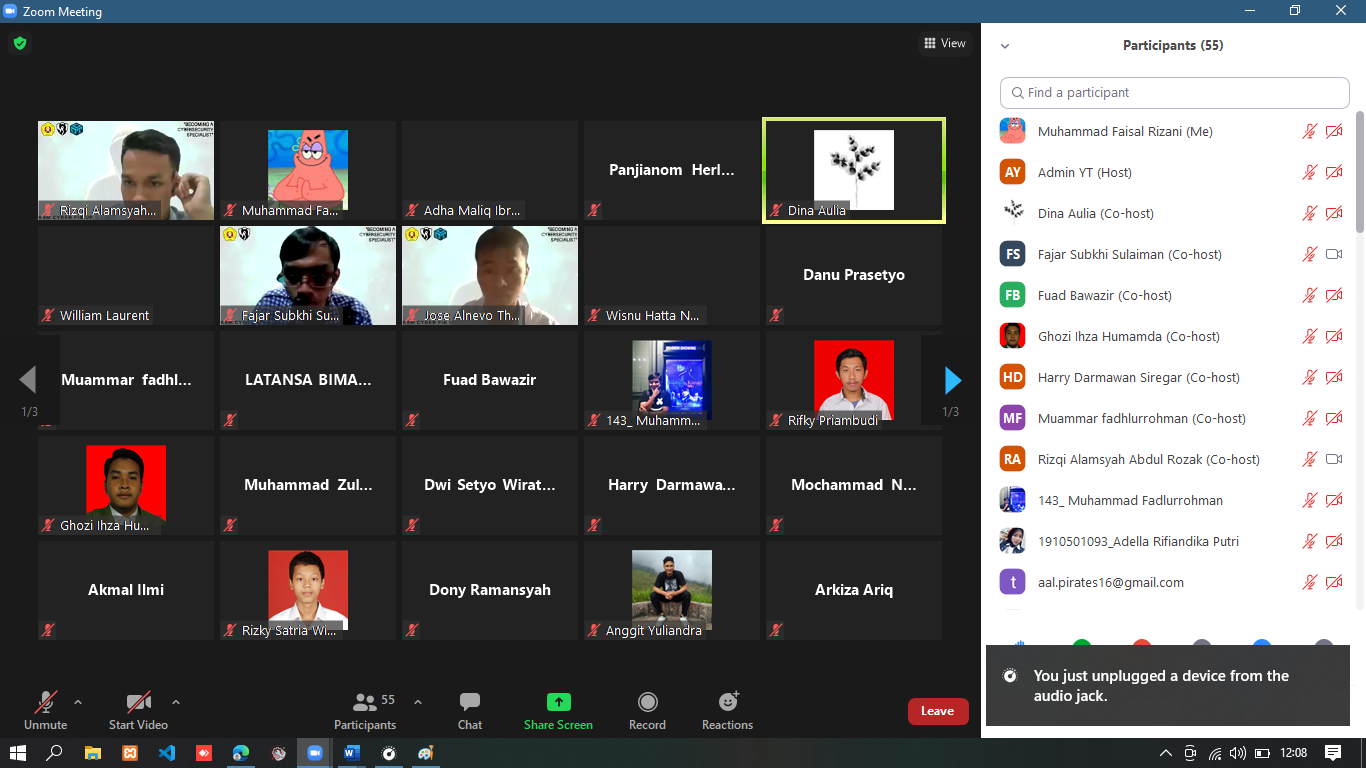 Zoom Meeting
View
"BECOMING A
CYBERSECURITY
SPECIALIST"
Rizqi Alamsyah...
Muhammad Fa...
Adha Maliq Ibr...
Panjianom Herl...
Dina Aulia
William Laurent
"BECOMING A
CYBERSECURITY
SPECIALIST"
Fajar Subkhi Su...
"BECOMING A
CYBERSECURITY
SPECIALIST"
Jose Alnevo Th...
Wisnu Hatta N...
Danu Prasetyo
1/3
Muammar fadhl...
LATANSA BIMA...
Fuad Bawazir
143_ Muhamm...
Rifky Priambudi
1/3
Ghozi Ihza Hu...
Muhammad Zul...
Dwi Setyo Wirat...
Harry Darmawa...
Mochammad N...
Akmal Ilmi
Rizky Satria Wi...
Dony Ramansyah
Anggit Yuliandra
Arkiza Ariq
Unmute
Start Video
55
Participants
Chat
Share Screen
Record
Reactions
Leave
Participants (55)
Find a participant
Muhammad Faisal Rizani (Me)
AY Admin YT (Host)
Dina Aulia (Co-host)
FS Fajar Subkhi Sulaiman (Co-host)
FB Fuad Bawazir (Co-host)
Ghozi Ihza Humamda (Co-host)
HD Harry Darmawan Siregar (Co-host)
MF Muammar fadhlurrohman (Co-host)
RA Rizqi Alamsyah Abdul Rozak (Co-host)
143_ Muhammad Fadlurrohman
1910501093_Adella Rifiandika Putri
t aal.pirates16@gmail.com
You just unplugged a device from the
audio jack.
12:08